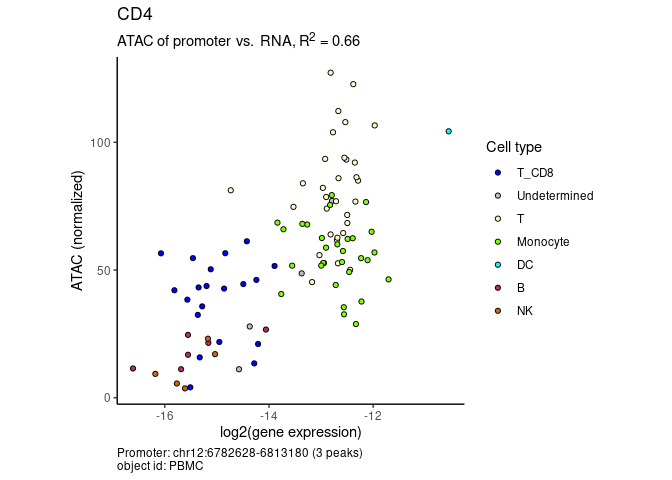 CD4
ATAC of promoter vs. RNA, R² = 0.66
ATAC (normalized)
100
50
0
-16
-14
-12
log2(gene expression)
Cell type
T_CD8
Undetermined
T
Monocyte
DC
B
NK
Promoter: chr12:6782628-6813180 (3 peaks)
object id: PBMC